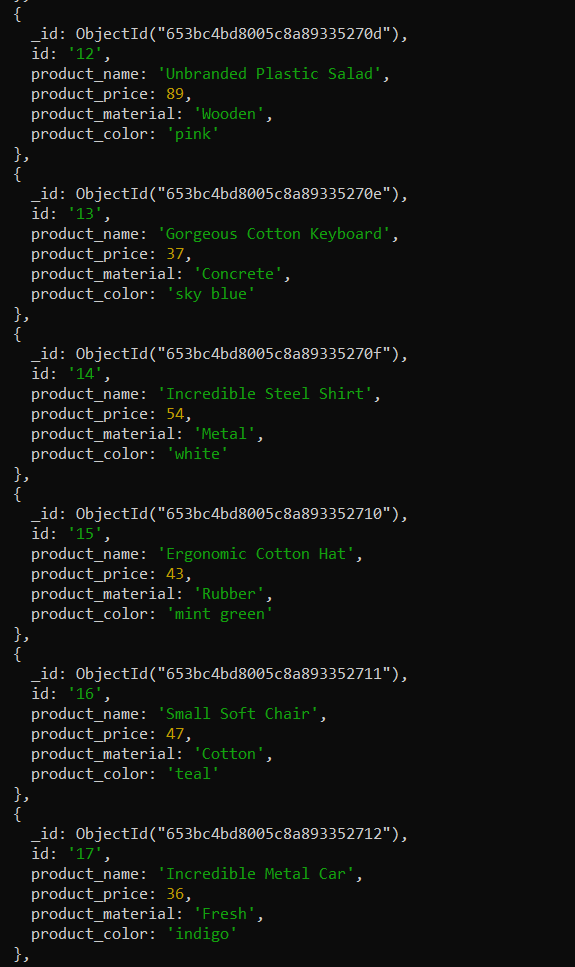 {
_id: ObjectId("653bc4bd8005c8a89335270d"),
id: '12',
product_name: 'Unbranded Plastic Salad',
product_price: 89,
product_material: 'Wooden',
product_color: 'pink'
},
{
_id: ObjectId("653bc4bd8005c8a89335270e"),
id: '13',
product_name: 'Gorgeous Cotton Keyboard',
product_price: 37,
product_material: 'Concrete',
product_color: 'sky blue'
},
{
_id: ObjectId("653bc4bd8005c8a89335270f"),
id: '14',
product_name: 'Incredible Steel Shirt',
product_price: 54,
product_material: 'Metal',
product_color: 'white'
},
{
_id: ObjectId("653bc4bd8005c8a893352710"),
id: '15',
product_name: 'Ergonomic Cotton Hat',
product_price: 43,
product_material: 'Rubber',
product_color: 'mint green'
},
{
_id: ObjectId("653bc4bd8005c8a893352711"),
id: '16',
product_name: 'Small Soft Chair',
product_price: 47,
product_material: 'Cotton',
product_color: 'teal'
},
{
_id: ObjectId("653bc4bd8005c8a893352712"),
id: '17',
product_name: 'Incredible Metal Car',
product_price: 36,
product_material: 'Fresh',
product_color: 'indigo'
},